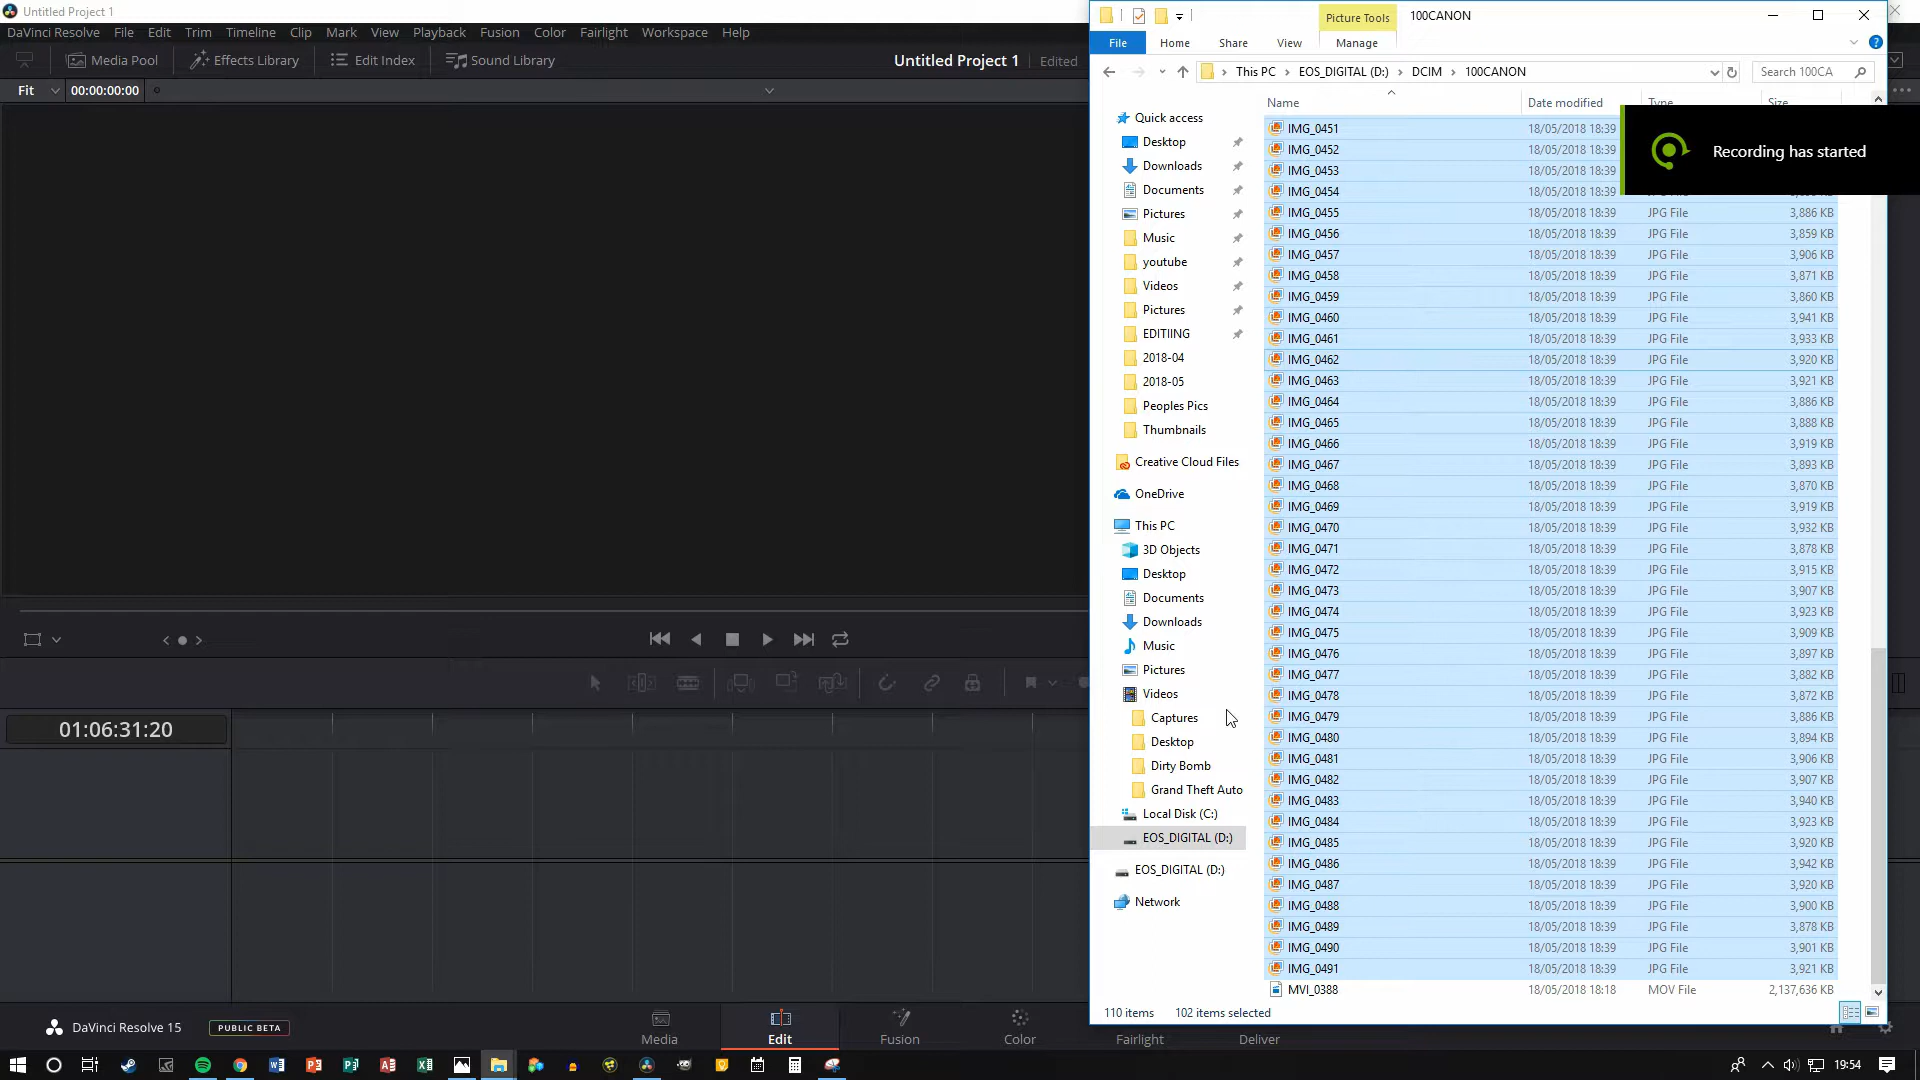 Untitled Project 1
DaVinci Resolve File Edit Trim Timeline Clip Mark View Playback Fusion Color Fairlight Workspace Help
Media Pool Effects Library Edit Index Sound Library Untitled Project 1 Edited
Fit 00:00:00:00
01:06:31:20
DaVinci Resolve 15 PUBLIC BETA
Media Edit Fusion Color Fairlight Deliver
Picture Tools 100CANON
File Home Share View Manage
This PC EOS_DIGITAL (D:) DCIM 100CANON Search 100CA
Name Date modified Type Size
Recording has started
Quick access
Desktop
Downloads
Documents
Pictures
Music
youtube
Videos
Pictures
EDITIING
2018-04
2018-05
Peoples Pics
Thumbnails
Creative Cloud Files
OneDrive
This PC
3D Objects
Desktop
Documents
Downloads
Music
Pictures
Videos
Captures
Desktop
Dirty Bomb
Grand Theft Auto
Local Disk (C:)
EOS_DIGITAL (D:)
EOS_DIGITAL (D:)
Network
IMG_0451 18/05/2018 18:39
IMG_0452 18/05/2018 18:39
IMG_0453 18/05/2018 18:39
IMG_0454 18/05/2018 18:39
IMG_0455 18/05/2018 18:39 JPG File 3,886 KB
IMG_0456 18/05/2018 18:39 JPG File 3,859 KB
IMG_0457 18/05/2018 18:39 JPG File 3,906 KB
IMG_0458 18/05/2018 18:39 JPG File 3,871 KB
IMG_0459 18/05/2018 18:39 JPG File 3,860 KB
IMG_0460 18/05/2018 18:39 JPG File 3,941 KB
IMG_0461 18/05/2018 18:39 JPG File 3,933 KB
IMG_0462 18/05/2018 18:39 JPG File 3,920 KB
IMG_0463 18/05/2018 18:39 JPG File 3,921 KB
IMG_0464 18/05/2018 18:39 JPG File 3,886 KB
IMG_0465 18/05/2018 18:39 JPG File 3,888 KB
IMG_0466 18/05/2018 18:39 JPG File 3,919 KB
IMG_0467 18/05/2018 18:39 JPG File 3,893 KB
IMG_0468 18/05/2018 18:39 JPG File 3,870 KB
IMG_0469 18/05/2018 18:39 JPG File 3,919 KB
IMG_0470 18/05/2018 18:39 JPG File 3,932 KB
IMG_0471 18/05/2018 18:39 JPG File 3,878 KB
IMG_0472 18/05/2018 18:39 JPG File 3,915 KB
IMG_0473 18/05/2018 18:39 JPG File 3,907 KB
IMG_0474 18/05/2018 18:39 JPG File 3,923 KB
IMG_0475 18/05/2018 18:39 JPG File 3,909 KB
IMG_0476 18/05/2018 18:39 JPG File 3,897 KB
IMG_0477 18/05/2018 18:39 JPG File 3,882 KB
IMG_0478 18/05/2018 18:39 JPG File 3,872 KB
IMG_0479 18/05/2018 18:39 JPG File 3,886 KB
IMG_0480 18/05/2018 18:39 JPG File 3,894 KB
IMG_0481 18/05/2018 18:39 JPG File 3,906 KB
IMG_0482 18/05/2018 18:39 JPG File 3,907 KB
IMG_0483 18/05/2018 18:39 JPG File 3,940 KB
IMG_0484 18/05/2018 18:39 JPG File 3,923 KB
IMG_0485 18/05/2018 18:39 JPG File 3,920 KB
IMG_0486 18/05/2018 18:39 JPG File 3,942 KB
IMG_0487 18/05/2018 18:39 JPG File 3,920 KB
IMG_0488 18/05/2018 18:39 JPG File 3,900 KB
IMG_0489 18/05/2018 18:39 JPG File 3,878 KB
IMG_0490 18/05/2018 18:39 JPG File 3,901 KB
IMG_0491 18/05/2018 18:39 JPG File 3,921 KB
MVI_0388 18/05/2018 18:18 MOV File 2,137,636 KB
110 items 102 items selected
19:54